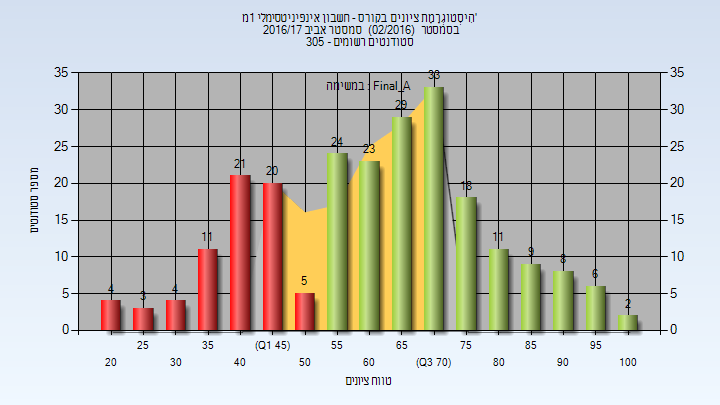 היסטוגרמת ציונים בקורס - חשבון אינפיניטסימלי 1מ'
בסמסטר (02/2016) סמסטר אביב 2016/17
סטודנטים רשומים - 305
במשימה : Final_A
מספר סטודנטים
35 30 25 20 15 10 5 0
4 3 4 11 21 20 5 24 23 29 33 18 11 9 8 6 2
35 30 25 20 15 10 5 0
25 35 (Q1 45) 55 65 75 85 95
20 30 40 50 60 (Q3 70) 80 90 100
טווח ציונים